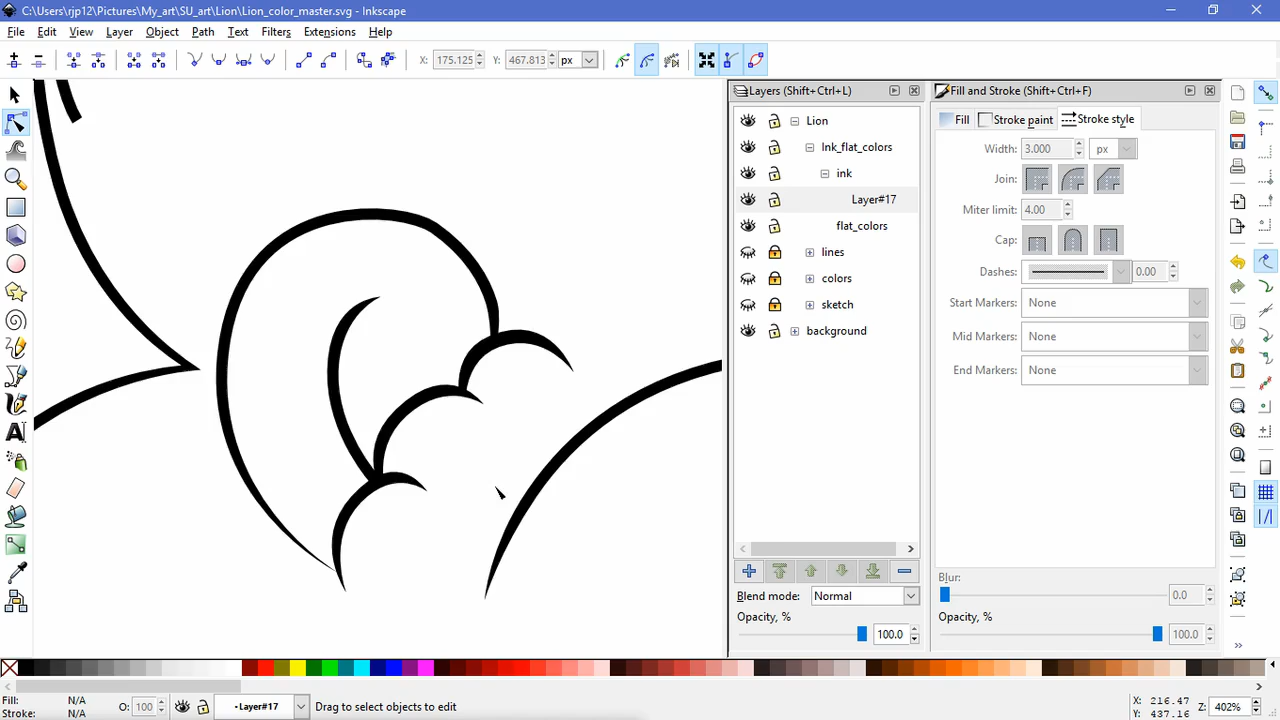 C:\Users\rjp12\Pictures\My_art\SU_art\Lion\Lion_color_master.svg - Inkscape
File Edit View Layer Object Path Text Filters Extensions Help
X: 175.125 Y: 467.813 px
Layers (Shift+Ctrl+L)
Lion
Ink_flat_colors
ink
Layer#17
flat_colors
lines
colors
sketch
background
Blend mode: Normal
Opacity, %
100.0
Fill and Stroke (Shift+Ctrl+F)
Fill Stroke paint Stroke style
Width: 3.000 px
Join:
Miter limit: 4.00
Cap:
Dashes: 0.00
Start Markers: None
Mid Markers: None
End Markers: None
Blur:
0.0
Opacity, %
100.0
Fill: N/A
Stroke: N/A
O: 100
•Layer#17
Drag to select objects to edit
X: 216.47
Y: 437.16
Z: 402%